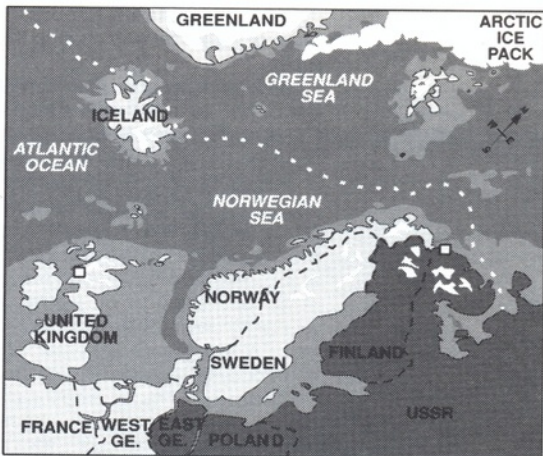 GREENLAND
ARCTIC
ICE
PACK
GREENLAND
SEA
ICELAND
ATLANTIC
OCEAN
NORWEGIAN
SEA
NORWAY
UNITED
KINGDOM
SWEDEN
FINLAND
USSR
FRANCE
WEST
GE.
EAST
GE.
POLAND